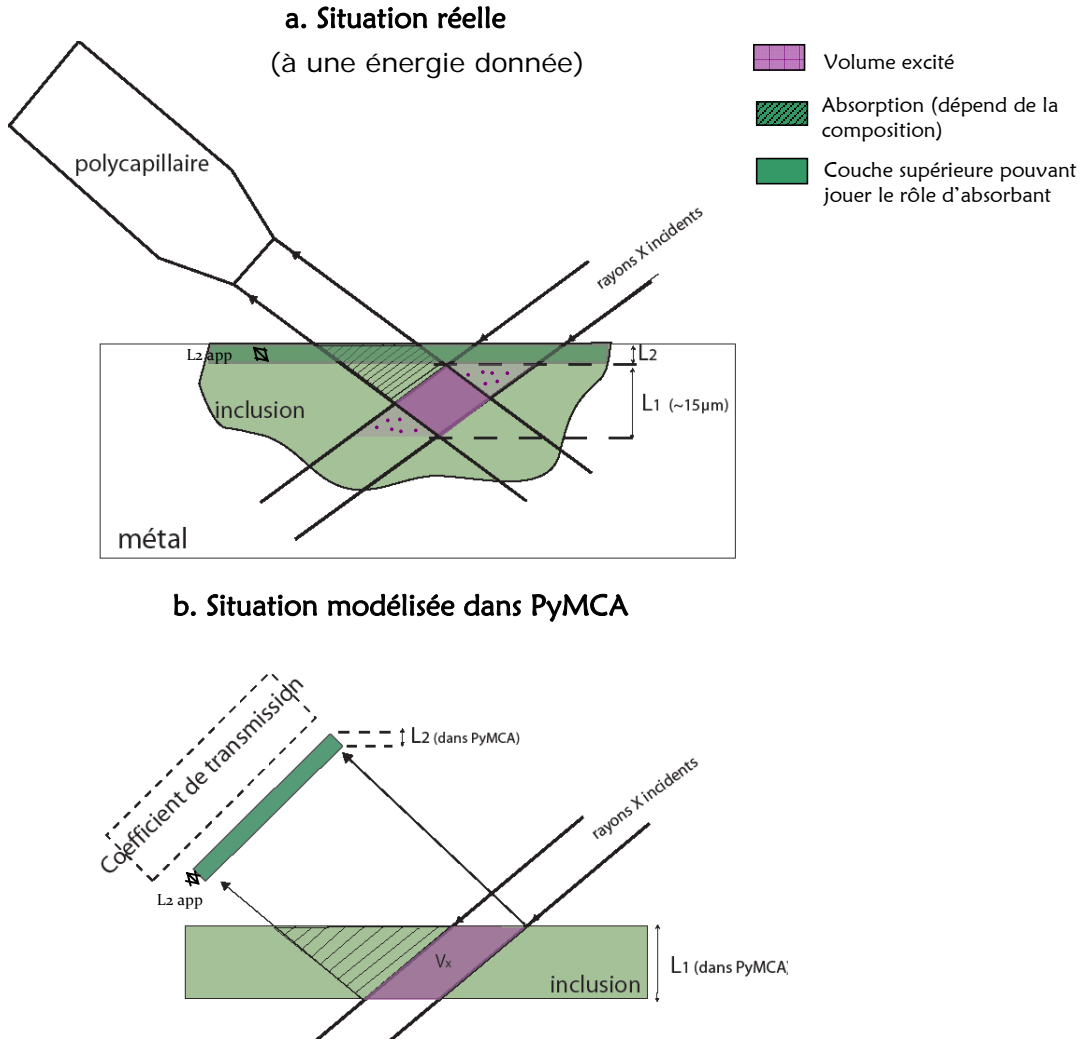 a. Situation réelle
(à une énergie donnée)
Volume excité
Absorption (dépend de la
composition)
Couche supérieure pouvant
jouer le rôle d'absorbant
polycapillaire
rayons X incidents
L2 app
L2
inclusion
L1 (~15µm)
métal
b. Situation modélisée dans PyMCA
Coefficient de transmission
L2 (dans PyMCA)
rayons X incidents
L2 app
Vx
L1 (dans PyMCA)
inclusion